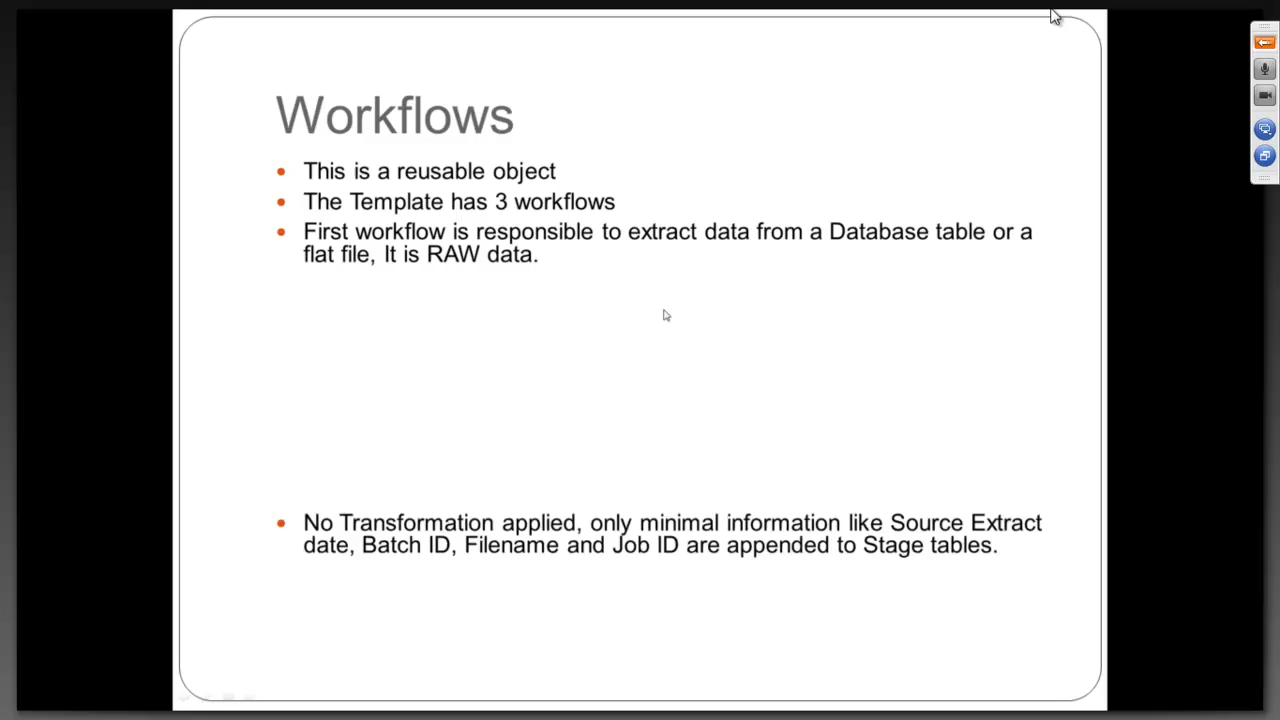 Workflows
• This is a reusable object
• The Template has 3 workflows
• First workflow is responsible to extract data from a Database table or a
flat file, It is RAW data.
• No Transformation applied, only minimal information like Source Extract
date, Batch ID, Filename and Job ID are appended to Stage tables.